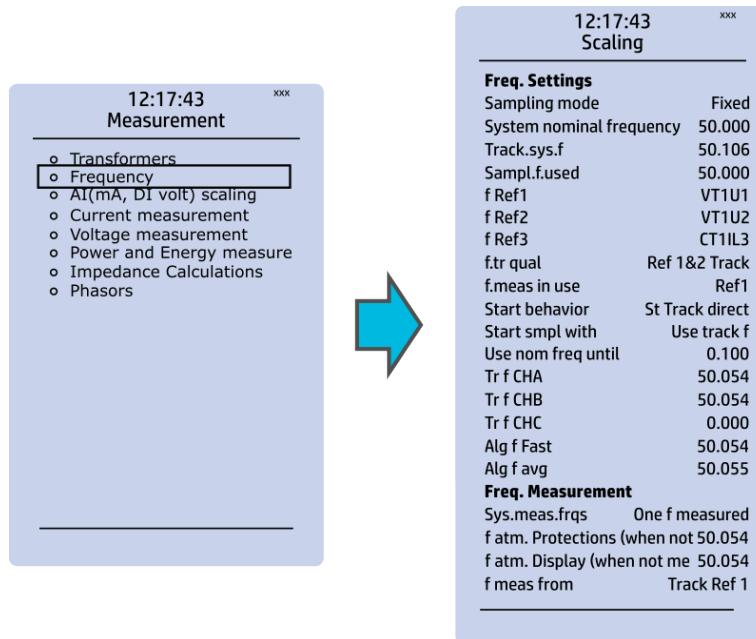 12:17:43 xxx
Measurement
Transformers
Frequency
AI(mA, DI volt) scaling
Current measurement
Voltage measurement
Power and Energy measure
Impedance Calculations
Phasors
12:17:43 xxx
Scaling
Freq. Settings
Sampling mode Fixed
System nominal frequency 50.000
Track.sys.f 50.106
Sampl.f.used 50.000
f Ref1 VT1U1
f Ref2 VT1U2
f Ref3 CT1IL3
f.tr qual Ref 1&2 Track
f.meas in use Ref1
Start behavior St Track direct
Start smpl with Use track f
Use nom freq until 0.100
Tr f CHA 50.054
Tr f CHB 50.054
Tr f CHC 0.000
Alg f Fast 50.054
Alg f avg 50.055
Freq. Measurement
Sys.meas.frqs One f measured
f atm. Protections (when not 50.054
f atm. Display (when not me 50.054
f meas from Track Ref 1